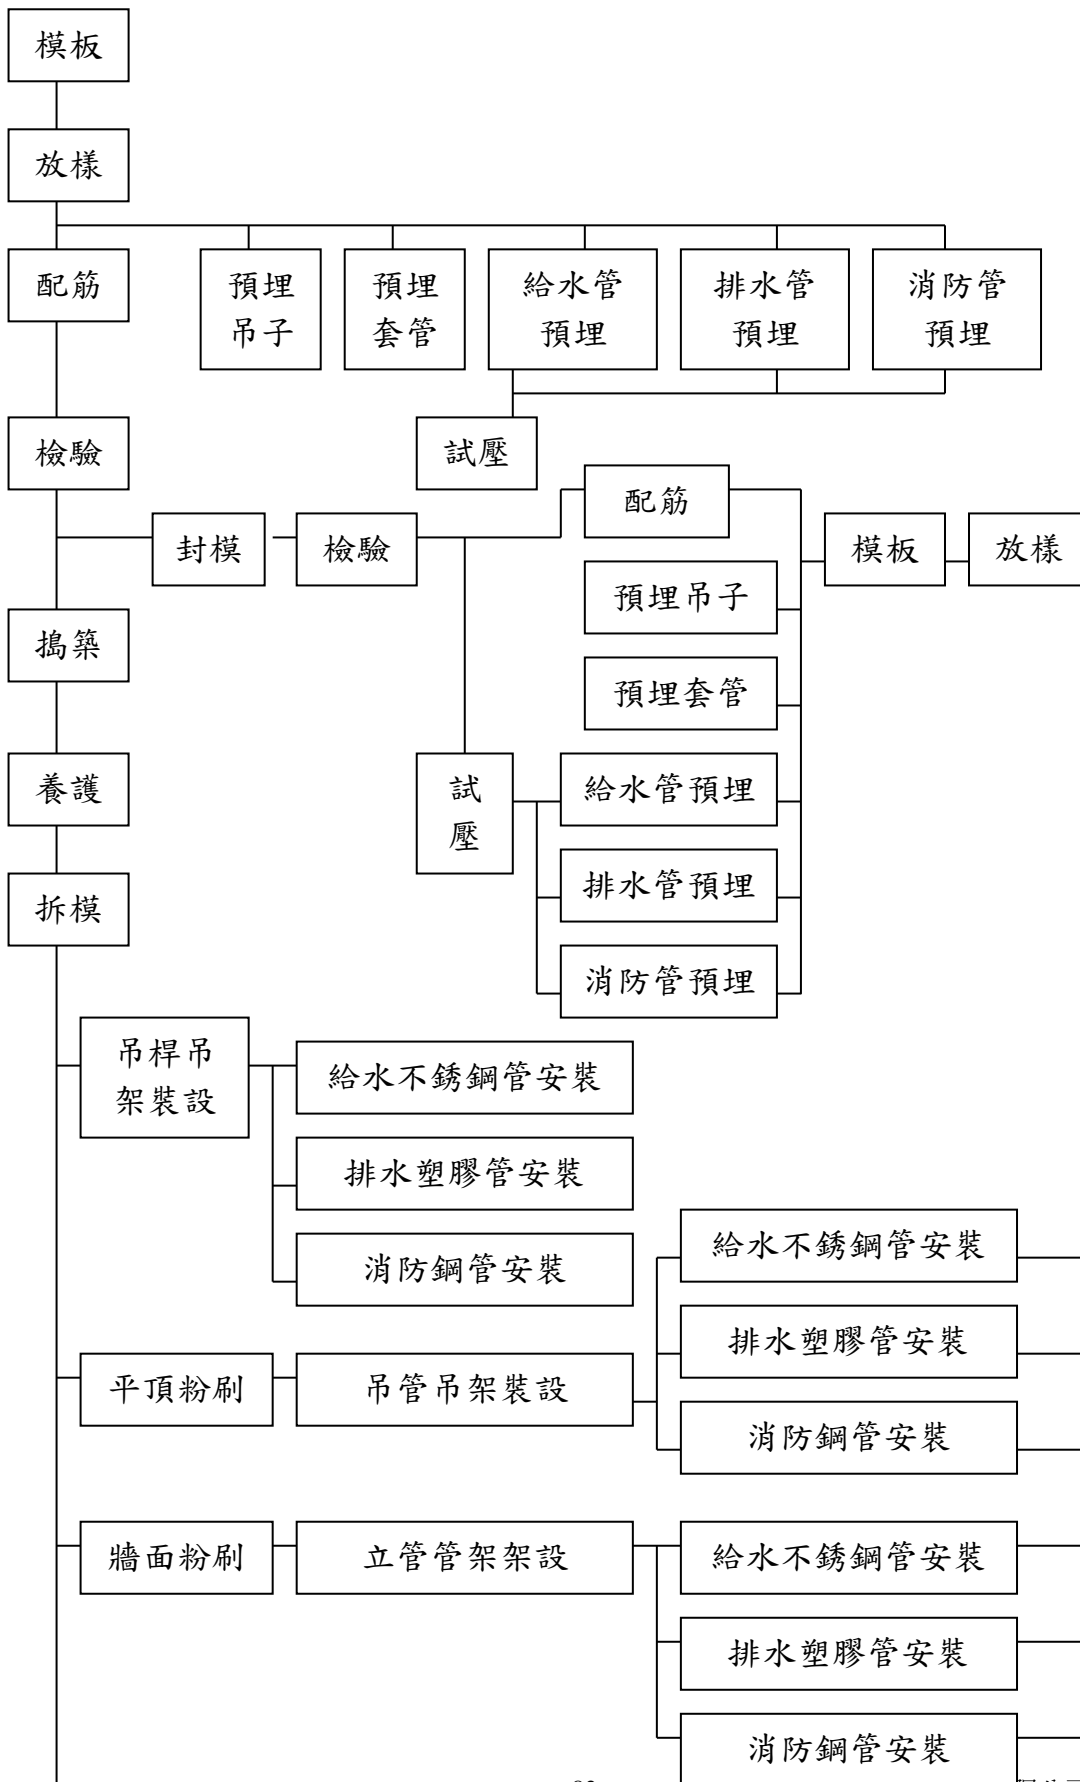 模板
放樣
配筋
預埋
吊子
預埋
套管
給水管
預埋
排水管
預埋
消防管
預埋
檢驗
試壓
配筋
封模
檢驗
模板
放樣
預埋吊子
搗築
預埋套管
養護
試
壓
給水管預埋
排水管預埋
拆模
消防管預埋
吊桿吊
架裝設
給水不銹鋼管安裝
排水塑膠管安裝
消防鋼管安裝
給水不銹鋼管安裝
排水塑膠管安裝
平頂粉刷
吊管吊架裝設
消防鋼管安裝
牆面粉刷
立管管架架設
給水不銹鋼管安裝
排水塑膠管安裝
消防鋼管安裝